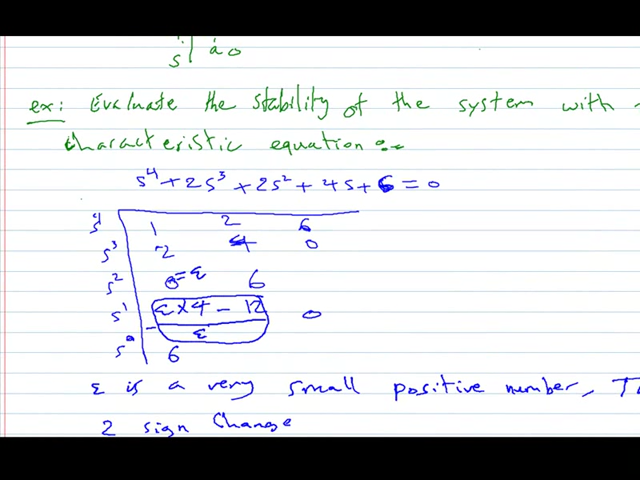 s¹ a₀
ex: Evaluate the stability of the system with
characteristic equation :-
s⁴ + 2s³ + 2s² + 4s + 6 = 0
s⁴ 1 2 6
s³ 2 4 0
s² 0=ε 6
s¹ (ε×4 - 12)/ε 0
s⁰ 6
ε is a very small positive number,
2 sign Change